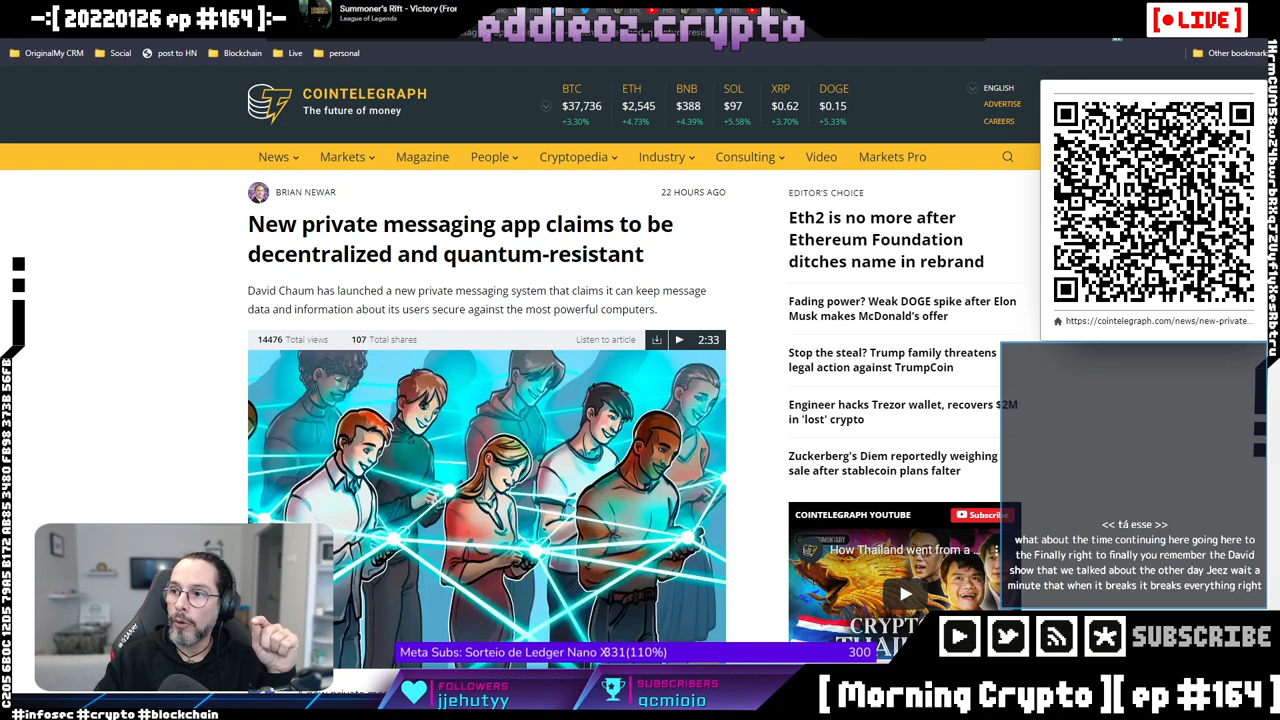 -:[ 20220126 ep #164 ]:-
Summoner's Rift - Victory (Fro
League of Legends
eddieoz.crypto
[● LIVE]
OriginalMy CRM
Social
post to HN
Blockchain
Live
personal
Other bookmark
COINTELEGRAPH
The future of money
BTC
$37,736
+3.30%
ETH
$2,545
+4.73%
BNB
$388
+4.39%
SOL
$97
+5.58%
XRP
$0.62
+3.70%
DOGE
$0.15
+5.33%
ENGLISH
ADVERTISE
CAREERS
News
Markets
Magazine
People
Cryptopedia
Industry
Consulting
Video
Markets Pro
BRIAN NEWAR
22 HOURS AGO
New private messaging app claims to be
decentralized and quantum-resistant
David Chaum has launched a new private messaging system that claims it can keep message
data and information about its users secure against the most powerful computers.
14476 Total views
107 Total shares
Listen to article
2:33
EDITOR'S CHOICE
Eth2 is no more after
Ethereum Foundation
ditches name in rebrand
Fading power? Weak DOGE spike after Elon
Musk makes McDonald's offer
Stop the steal? Trump family threatens
legal action against TrumpCoin
Engineer hacks Trezor wallet, recovers $2M
in 'lost' crypto
Zuckerberg's Diem reportedly weighing
sale after stablecoin plans falter
COINTELEGRAPH YOUTUBE
Subscribe
How Thailand went from a ...
CRYPT
THAI
https://cointelegraph.com/news/new-private...
<< tá esse >>
what about the time continuing here going here to
the Finally right to finally you remember the David
show that we talked about the other day Jeez wait a
minute that when it breaks it breaks everything right
Meta Subs: Sorteio de Ledger Nano X
331(110%)
300
FOLLOWERS
jjehutyy
SUBSCRIBERS
gcmiojo
SUBSCRIBE
[ Morning Crypto ][ ep #164 ]
#infosec #crypto #blockchain